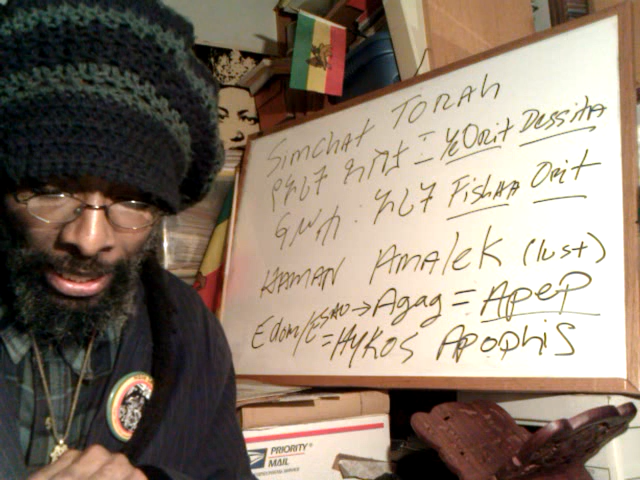 SIMCHAT TORAH
= YeOrit Dessita
Fishaa Orit
HAMAN AMAlEK (lust)
Edom/ESAU → Agag = APEP
= HYKOS APOPHIS
PRIORITY
MAIL